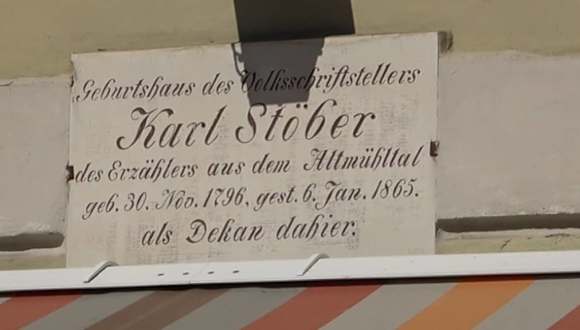 Geburtshaus des Volksschriftstellers
Karl Stöber
des Erzählers aus dem Altmühltal
geb. 30. Nov. 1796, gest. 6. Jan. 1865.
als Dekan dahier.